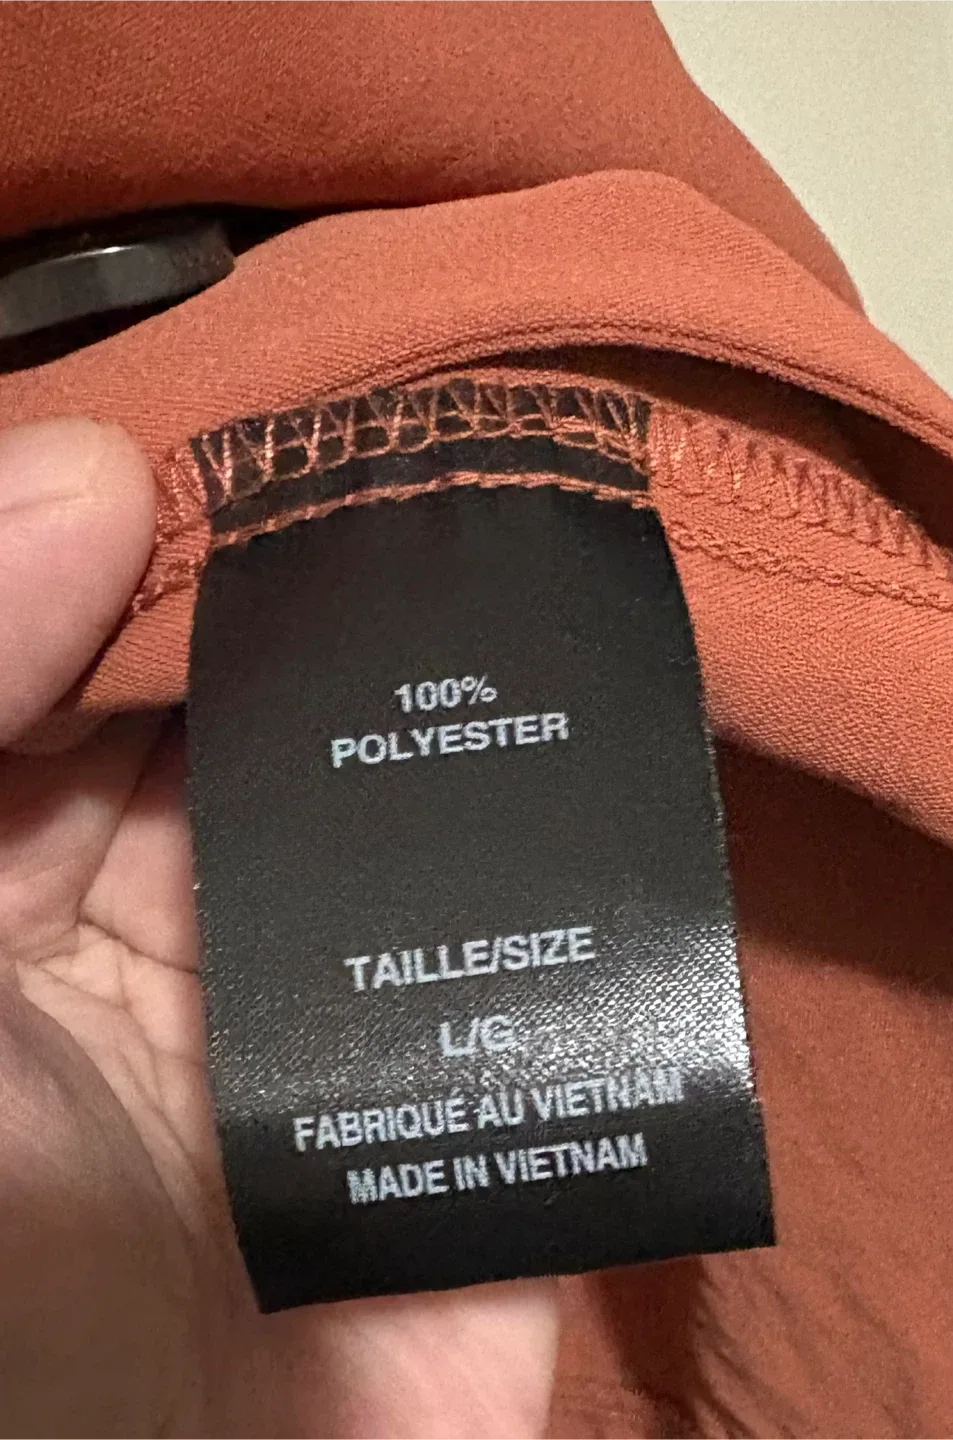 100%
POLYESTER
TAILLE/SIZE
L/G
FABRIQUÉ AU VIETNAM
MADE IN VIETNAM